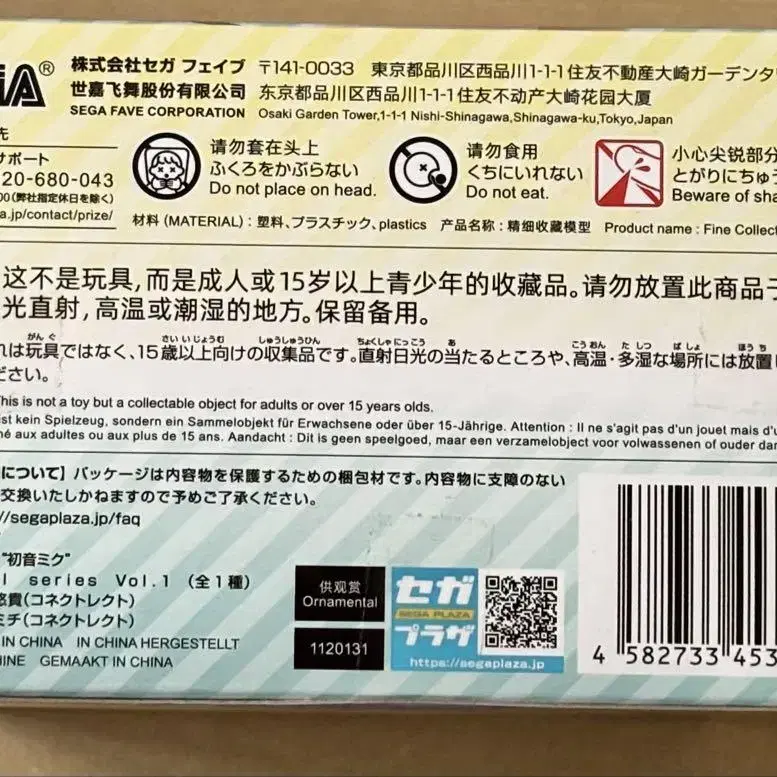 株式会社セガ フェイブ 〒141-0033 東京都品川区西品川1-1-1住友不動産大崎ガーデンタワ
世嘉飞舞股份有限公司 东京都品川区西品川1-1-1住友不动产大崎花园大厦
SEGA FAVE CORPORATION Osaki Garden Tower,1-1-1 Nishi-Shinagawa,Shinagawa-ku,Tokyo,Japan
先
サポート
20-680-043
00(弊社指定休日を除く)
a.jp/contact/prize/
请勿套在头上
ふくろをかぶらない
Do not place on head.
请勿食用
くちにいれない
Do not eat.
小心尖锐部分
とがりにちゅう
Beware of sha
材料 (MATERIAL) : 塑料、プラスチック、plastics 产品名称 : 精细收藏模型 Product name : Fine Collect
这不是玩具，而是成人或15岁以上青少年的收藏品。请勿放置此商品于
光直射，高温或潮湿的地方。保留备用。
れは玩具ではなく、15歳以上向けの収集品です。直射日光の当たるところや、高温・多湿な場所には放置し
ださい。
This is not a toy but a collectable object for adults or over 15 years olds.
ist kein Spielzeug, sondern ein Sammelobjekt für Erwachsene oder über 15-Jährige. Attention : Il ne s'agit pas d'un jouet mais d'u
né aux adultes ou aux plus de 15 ans. Aandacht : Dit is geen speelgoed, maar een verzamelobject voor volwassenen of ouder dan
について】パッケージは内容物を保護するための梱包材です。内容物に支障のない
交換いたしかねますので予めご了承ください。
//segaplaza.jp/faq
"初音ミク"
l series Vol.1 (全1種)
悠貴(コネクトレクト)
ミチ(コネクトレクト)
IN CHINA IN CHINA HERGESTELLT
HINE GEMAAKT IN CHINA
供观赏
Ornamental
1120131
セガ
SEGA PLAZA
プラザ
https://segaplaza.jp
4 582733 453